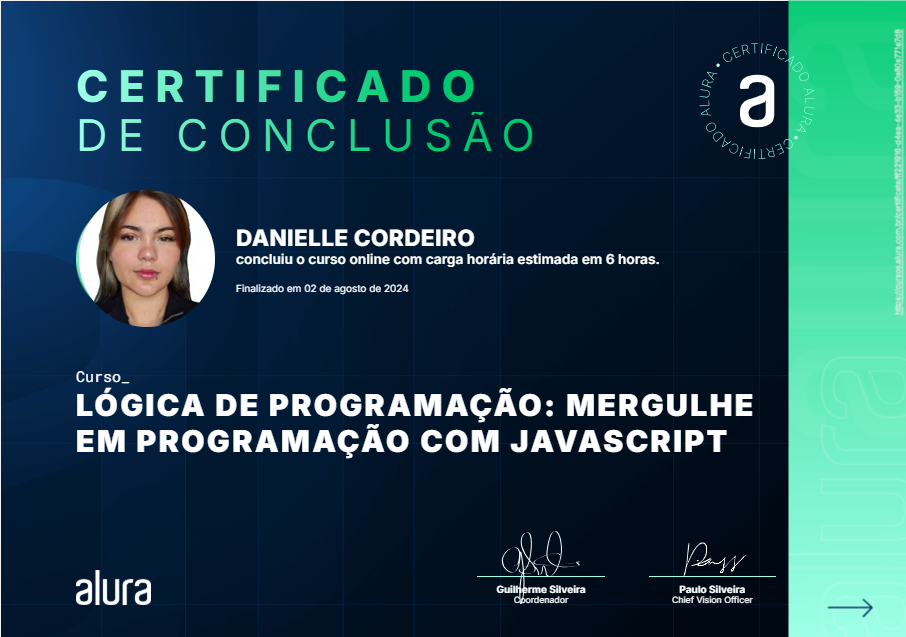 CERTIFICADO
DE CONCLUSÃO
CERTIFICADO ALURA • CERTIFICADO ALURA •
a
DANIELLE CORDEIRO
concluiu o curso online com carga horária estimada em 6 horas.
Finalizado em 02 de agosto de 2024
Curso_
LÓGICA DE PROGRAMAÇÃO: MERGULHE
EM PROGRAMAÇÃO COM JAVASCRIPT
alura
Guilherme Silveira
Coordenador
Paulo Silveira
Chief Vision Officer
alura